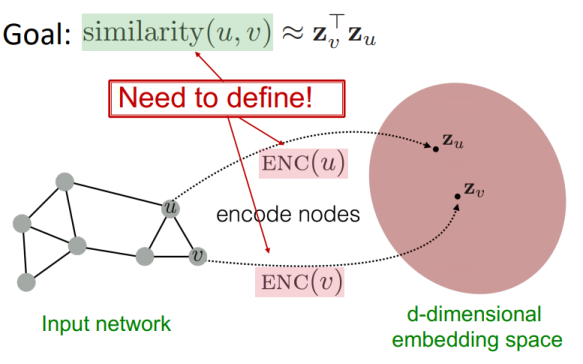 Goal: similarity(u, v) ≈ z_v^⊤ z_u
Need to define!
z_u
ENC(u)
z_v
u
encode nodes
v
ENC(v)
Input network
d-dimensional
embedding space